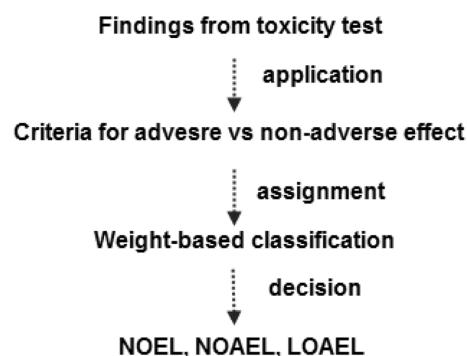 Findings from toxicity test
application
Criteria for advesre vs non-adverse effect
assignment
Weight-based classification
decision
NOEL, NOAEL, LOAEL